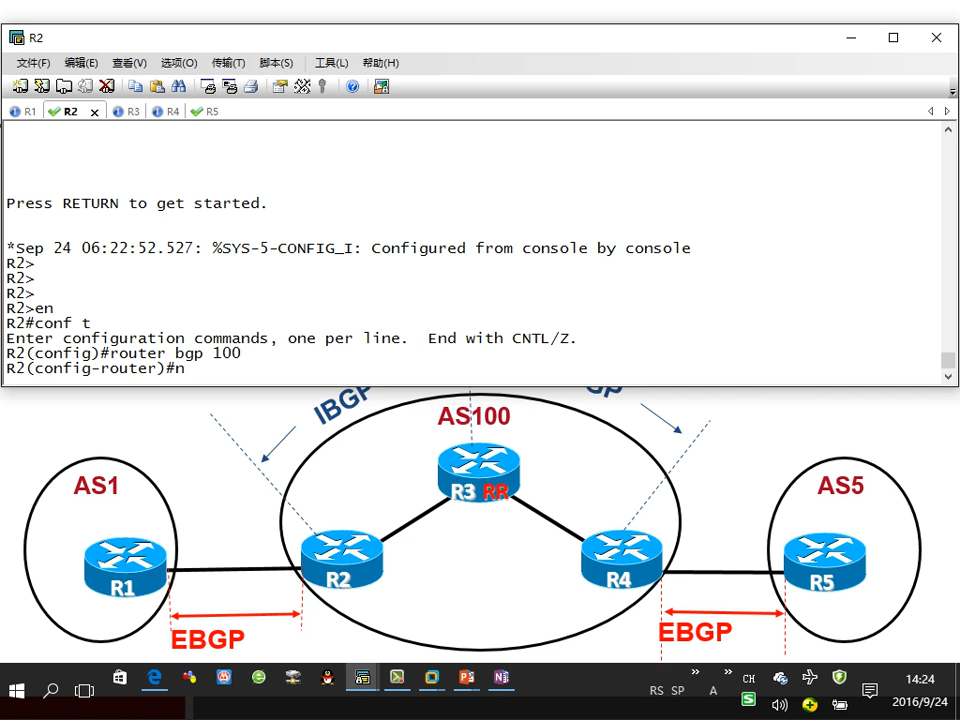 R2
文件(F) 编辑(E) 查看(V) 选项(O) 传输(T) 脚本(S) 工具(L) 帮助(H)
R1 R2 R3 R4 R5
Press RETURN to get started.
*Sep 24 06:22:52.527: %SYS-5-CONFIG_I: Configured from console by console
R2>
R2>
R2>
R2>en
R2#conf t
Enter configuration commands, one per line.  End with CNTL/Z.
R2(config)#router bgp 100
R2(config-router)#n
IBGP
AS100
AS1
AS5
R3 RR
R1
R2
R4
R5
EBGP
EBGP
RS SP A CH
14:24
2016/9/24